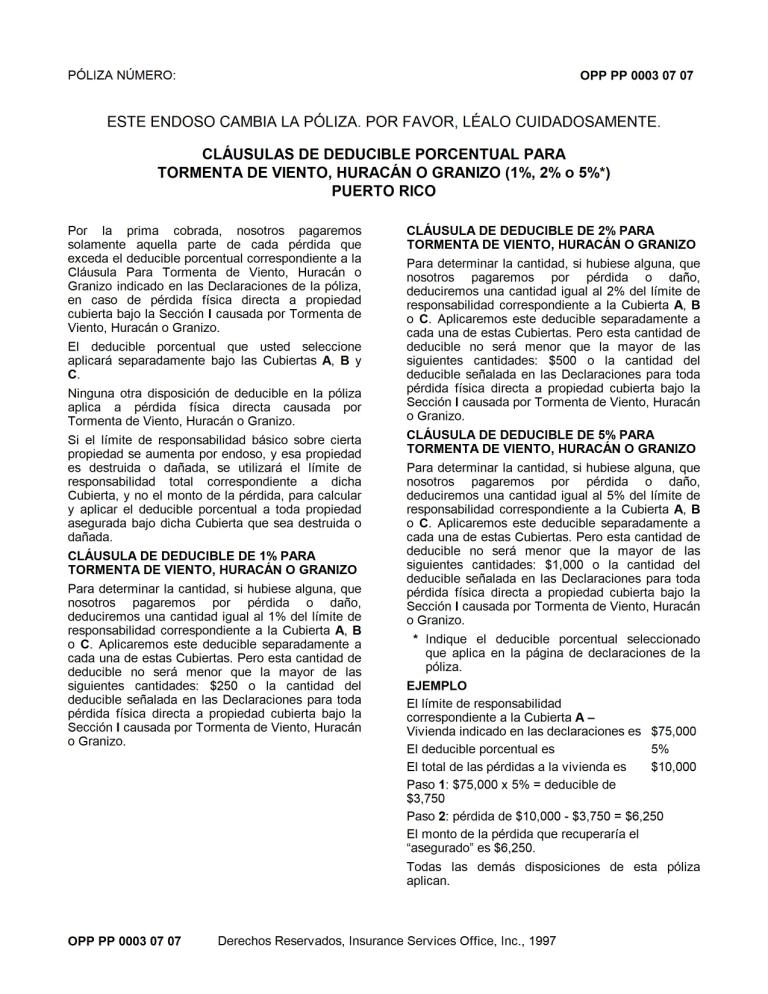 PÓLIZA NÚMERO:
OPP PP 0003 07 07
ESTE ENDOSO CAMBIA LA PÓLIZA. POR FAVOR, LÉALO CUIDADOSAMENTE.
CLÁUSULAS DE DEDUCIBLE PORCENTUAL PARA
TORMENTA DE VIENTO, HURACÁN O GRANIZO (1%, 2% o 5%*)
PUERTO RICO
Por la prima cobrada, nosotros pagaremos
solamente aquella parte de cada pérdida que
exceda el deducible porcentual correspondiente a la
Cláusula Para Tormenta de Viento, Huracán o
Granizo indicado en las Declaraciones de la póliza,
en caso de pérdida física directa a propiedad
cubierta bajo la Sección I causada por Tormenta de
Viento, Huracán o Granizo.
El deducible porcentual que usted seleccione
aplicará separadamente bajo las Cubiertas A, B y
C.
Ninguna otra disposición de deducible en la póliza
aplica a pérdida física directa causada por
Tormenta de Viento, Huracán o Granizo.
Si el límite de responsabilidad básico sobre cierta
propiedad se aumenta por endoso, y esa propiedad
es destruida o dañada, se utilizará el límite de
responsabilidad total correspondiente a dicha
Cubierta, y no el monto de la pérdida, para calcular
y aplicar el deducible porcentual a toda propiedad
asegurada bajo dicha Cubierta que sea destruida o
dañada.
CLÁUSULA DE DEDUCIBLE DE 1% PARA
TORMENTA DE VIENTO, HURACÁN O GRANIZO
Para determinar la cantidad, si hubiese alguna, que
nosotros pagaremos por pérdida o daño,
deduciremos una cantidad igual al 1% del límite de
responsabilidad correspondiente a la Cubierta A, B
o C. Aplicaremos este deducible separadamente a
cada una de estas Cubiertas. Pero esta cantidad de
deducible no será menor que la mayor de las
siguientes cantidades: $250 o la cantidad del
deducible señalada en las Declaraciones para toda
pérdida física directa a propiedad cubierta bajo la
Sección I causada por Tormenta de Viento, Huracán
o Granizo.
CLÁUSULA DE DEDUCIBLE DE 2% PARA
TORMENTA DE VIENTO, HURACÁN O GRANIZO
Para determinar la cantidad, si hubiese alguna, que
nosotros pagaremos por pérdida o daño,
deduciremos una cantidad igual al 2% del límite de
responsabilidad correspondiente a la Cubierta A, B
o C. Aplicaremos este deducible separadamente a
cada una de estas Cubiertas. Pero esta cantidad de
deducible no será menor que la mayor de las
siguientes cantidades: $500 o la cantidad del
deducible señalada en las Declaraciones para toda
pérdida física directa a propiedad cubierta bajo la
Sección I causada por Tormenta de Viento, Huracán
o Granizo.
CLÁUSULA DE DEDUCIBLE DE 5% PARA
TORMENTA DE VIENTO, HURACÁN O GRANIZO
Para determinar la cantidad, si hubiese alguna, que
nosotros pagaremos por pérdida o daño,
deduciremos una cantidad igual al 5% del límite de
responsabilidad correspondiente a la Cubierta A, B
o C. Aplicaremos este deducible separadamente a
cada una de estas Cubiertas. Pero esta cantidad de
deducible no será menor que la mayor de las
siguientes cantidades: $1,000 o la cantidad del
deducible señalada en las Declaraciones para toda
pérdida física directa a propiedad cubierta bajo la
Sección I causada por Tormenta de Viento, Huracán
o Granizo.
* Indique el deducible porcentual seleccionado
que aplica en la página de declaraciones de la
póliza.
EJEMPLO
El límite de responsabilidad
correspondiente a la Cubierta A –
Vivienda indicado en las declaraciones es $75,000
El deducible porcentual es 5%
El total de las pérdidas a la vivienda es $10,000
Paso 1: $75,000 x 5% = deducible de
$3,750
Paso 2: pérdida de $10,000 - $3,750 = $6,250
El monto de la pérdida que recuperaría el
“asegurado” es $6,250.
Todas las demás disposiciones de esta póliza
aplican.
OPP PP 0003 07 07 Derechos Reservados, Insurance Services Office, Inc., 1997